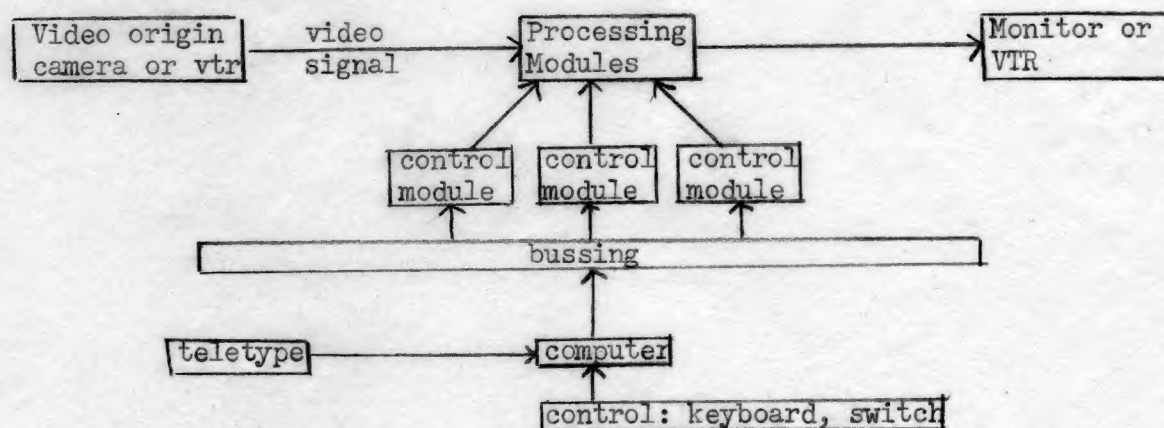 Video origin
camera or vtr
video
signal
Processing
Modules
Monitor or
VTR
control
module
control
module
control
module
bussing
teletype
computer
control: keyboard, switch